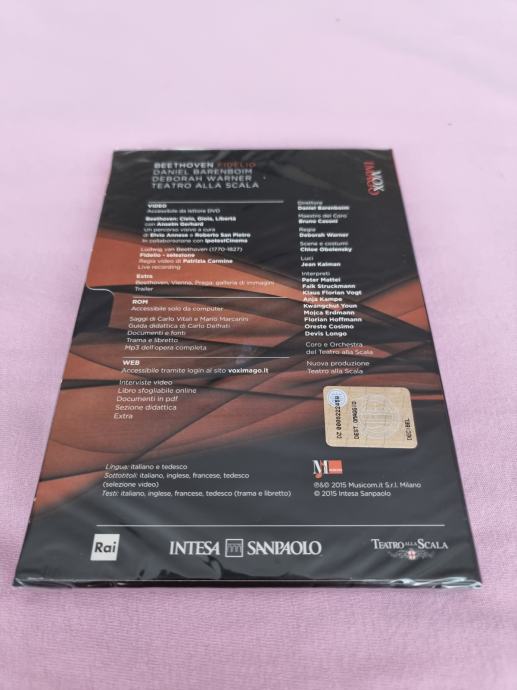 BEETHOVEN FIDELIO
DANIEL BARENBOIM
DEBORAH WARNER
TEATRO ALLA SCALA
VOX
IMAGO
VIDEO
Accessibile da lettore DVD
Beethoven: Cielo, Gioia, Libertà
con Anselm Gerhard
Un percorso visivo a cura
di Elvio Annese e Roberto San Pietro
In collaborazione con IpotesiCinema
Ludwig van Beethoven (1770-1827)
Fidelio - selezione
Regia video di Patrizia Carmine
Live recording
Extra
Beethoven, Vienna, Praga: galleria di immagini
Trailer
ROM
Accessibile solo da computer
Saggi di Carlo Vitali e Mario Marcarini
Guida didattica di Carlo Delfrati
Documenti e fonti
Trama e libretto
Mp3 dell'opera completa
WEB
Accessibile tramite login al sito voximago.it
Interviste video
Libro sfogliabile online
Documenti in pdf
Sezione didattica
Extra
Direttore
Daniel Barenboim
Maestro del Coro
Bruno Casoni
Regia
Deborah Warner
Scene e costumi
Chloe Obolensky
Luci
Jean Kalman
Interpreti
Peter Mattei
Falk Struckmann
Klaus Florian Vogt
Anja Kampe
Kwangchul Youn
Mojca Erdmann
Florian Hoffmann
Oreste Cosimo
Devis Longo
Coro e Orchestra
del Teatro alla Scala
Nuova produzione
Teatro alla Scala
DZ 0000222459
DEST.OMAGGIO
DECIBEL
Lingua: italiano e tedesco
Sottotitoli: italiano, inglese, francese, tedesco
(selezione video)
Testi: italiano, inglese, francese, tedesco (trama e libretto)
℗&© 2015 Musicom.it S.r.l. Milano
© 2015 Intesa Sanpaolo
Rai
INTESA SANPAOLO
TEATRO ALLA SCALA